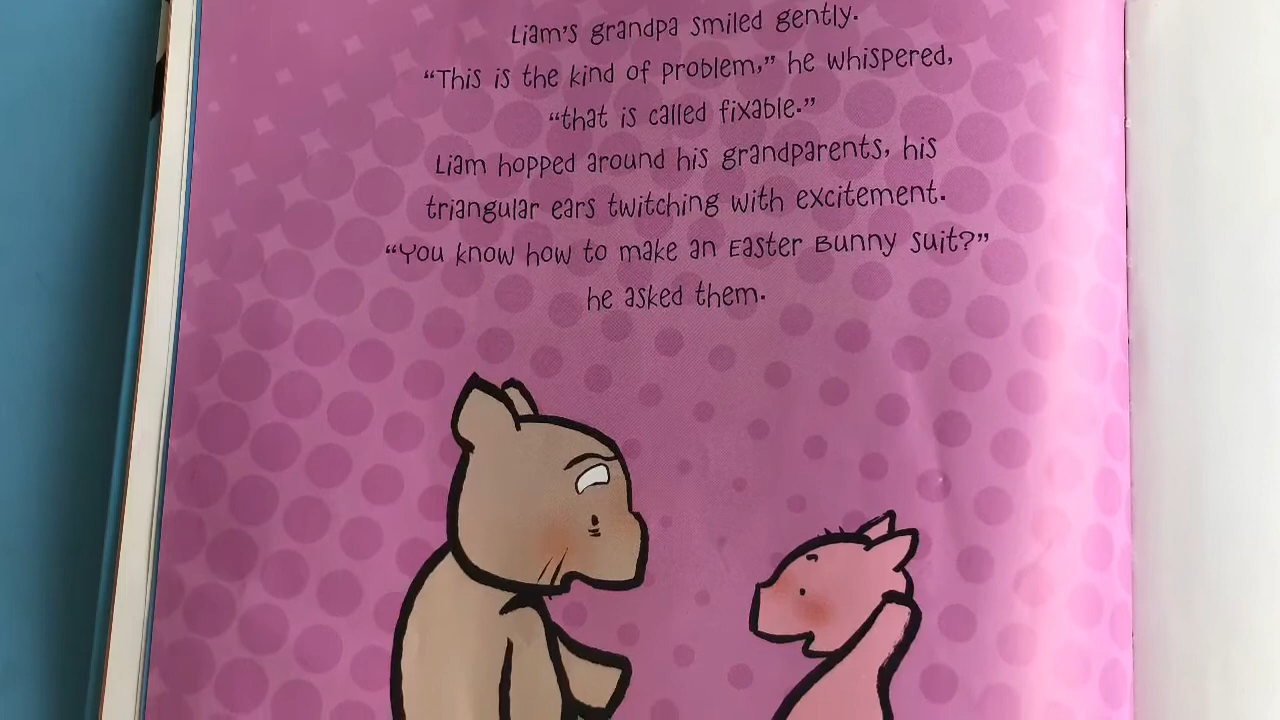 Liam's grandpa smiled gently.
“This is the kind of problem,” he whispered,
“that is called fixable.”
Liam hopped around his grandparents, his
triangular ears twitching with excitement.
“You know how to make an Easter Bunny suit?”
he asked them.